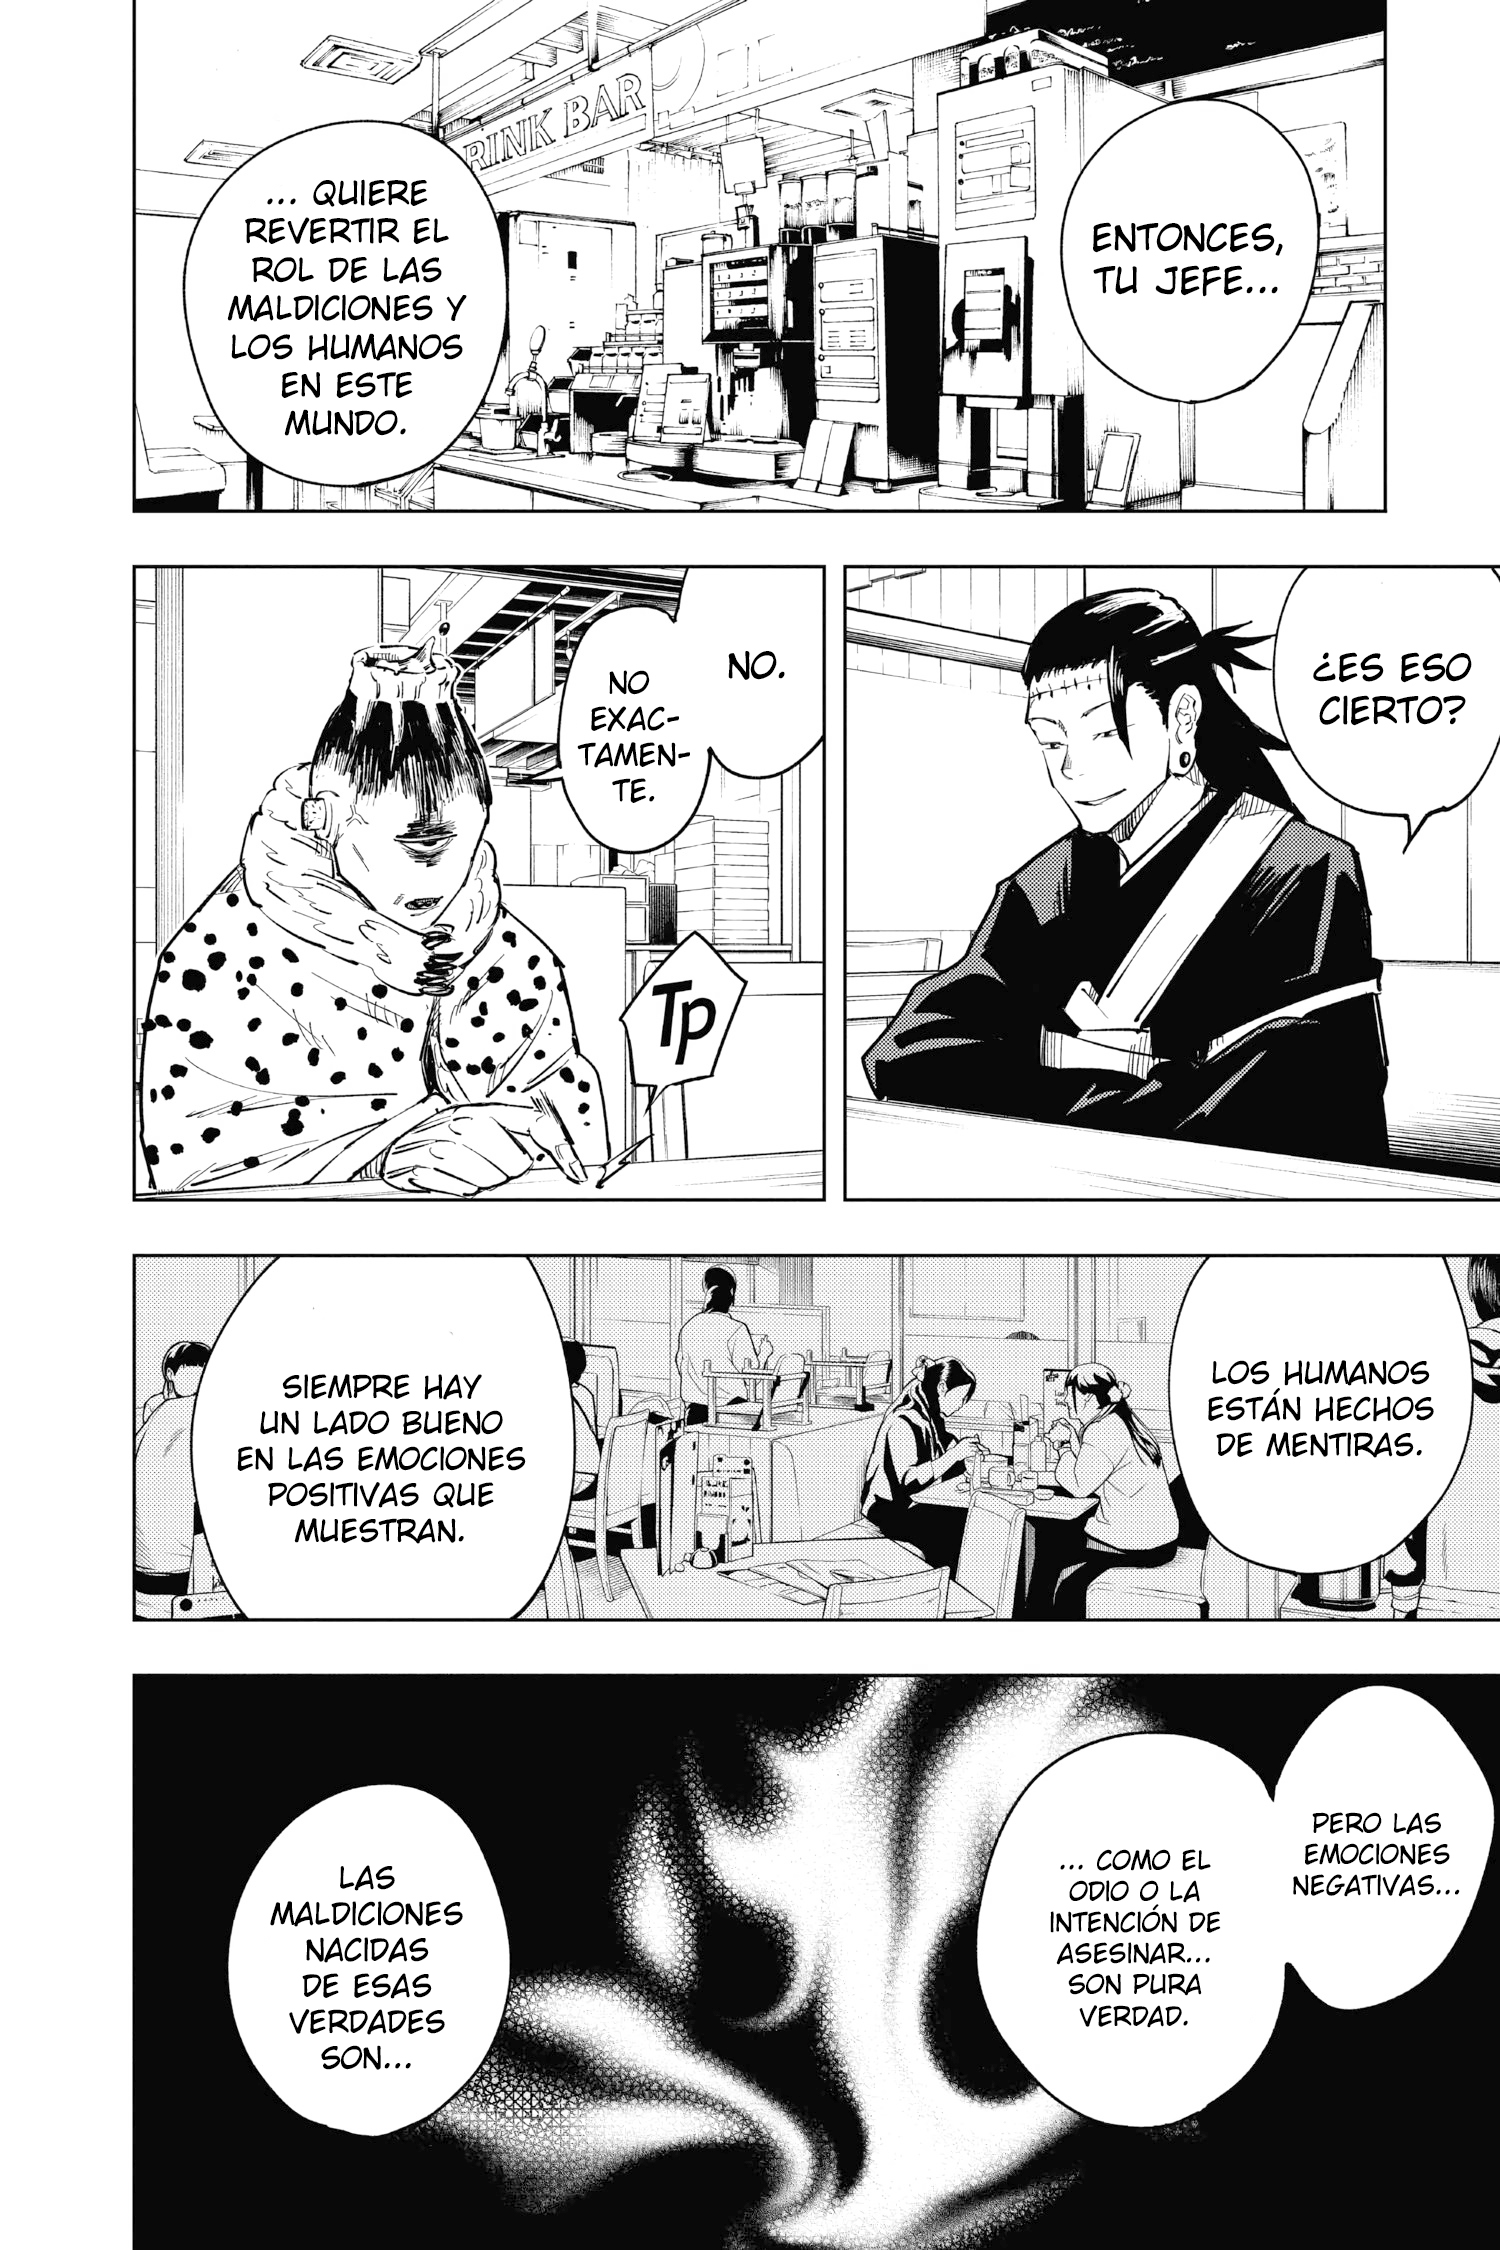 ENTONCES,
TU JEFE...
... QUIERE
REVERTIR EL
ROL DE LAS
MALDICIONES Y
LOS HUMANOS
EN ESTE
MUNDO.
RINK BAR
¿ES ESO
CIERTO?
NO.
NO
EXAC-
TAMEN-
TE.
TP
LOS HUMANOS
ESTÁN HECHOS
DE MENTIRAS.
SIEMPRE HAY
UN LADO BUENO
EN LAS EMOCIONES
POSITIVAS QUE
MUESTRAN.
PERO LAS
EMOCIONES
NEGATIVAS...
... COMO EL
ODIO O LA
INTENCIÓN DE
ASESINAR...
SON PURA
VERDAD.
LAS
MALDICIONES
NACIDAS
DE ESAS
VERDADES
SON...